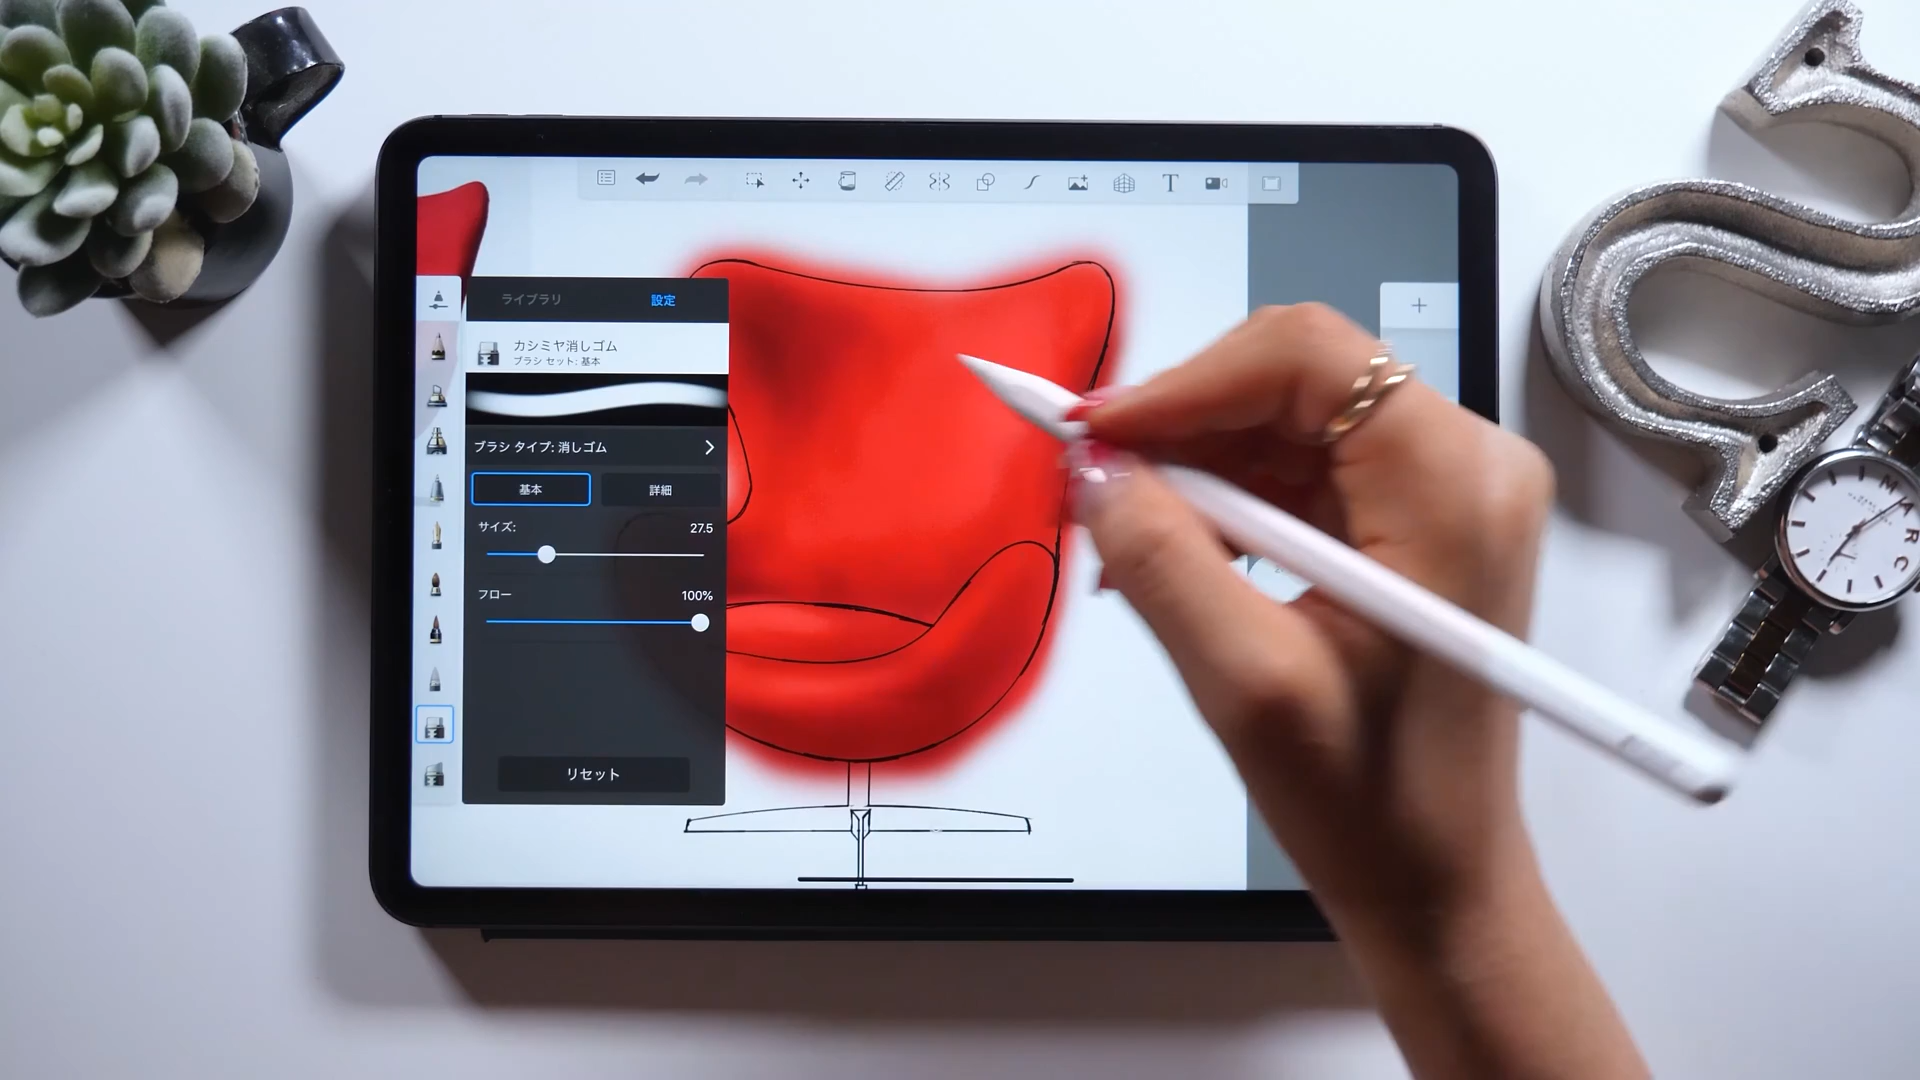 T
ライブラリ 設定
カシミヤ消しゴム
ブラシ セット: 基本
ブラシ タイプ: 消しゴム
基本 詳細
サイズ: 27.5
フロー 100%
リセット
MARC